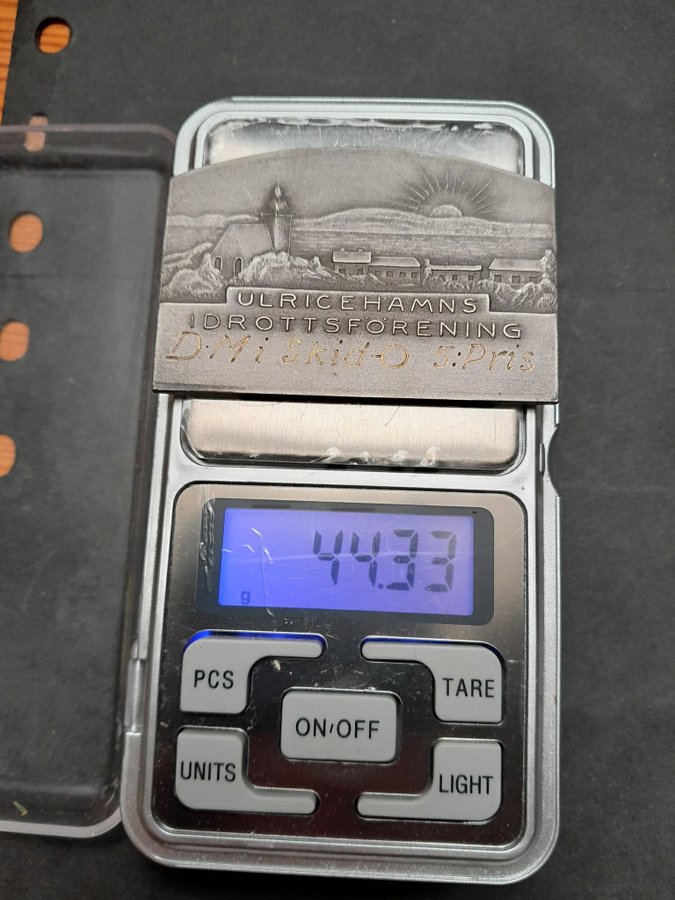 ULRICEHAMNS
IDROTTSFÖRENING
D.M i Skid-O 5:Pris
44.33
g
PCS
TARE
ON/OFF
UNITS
LIGHT